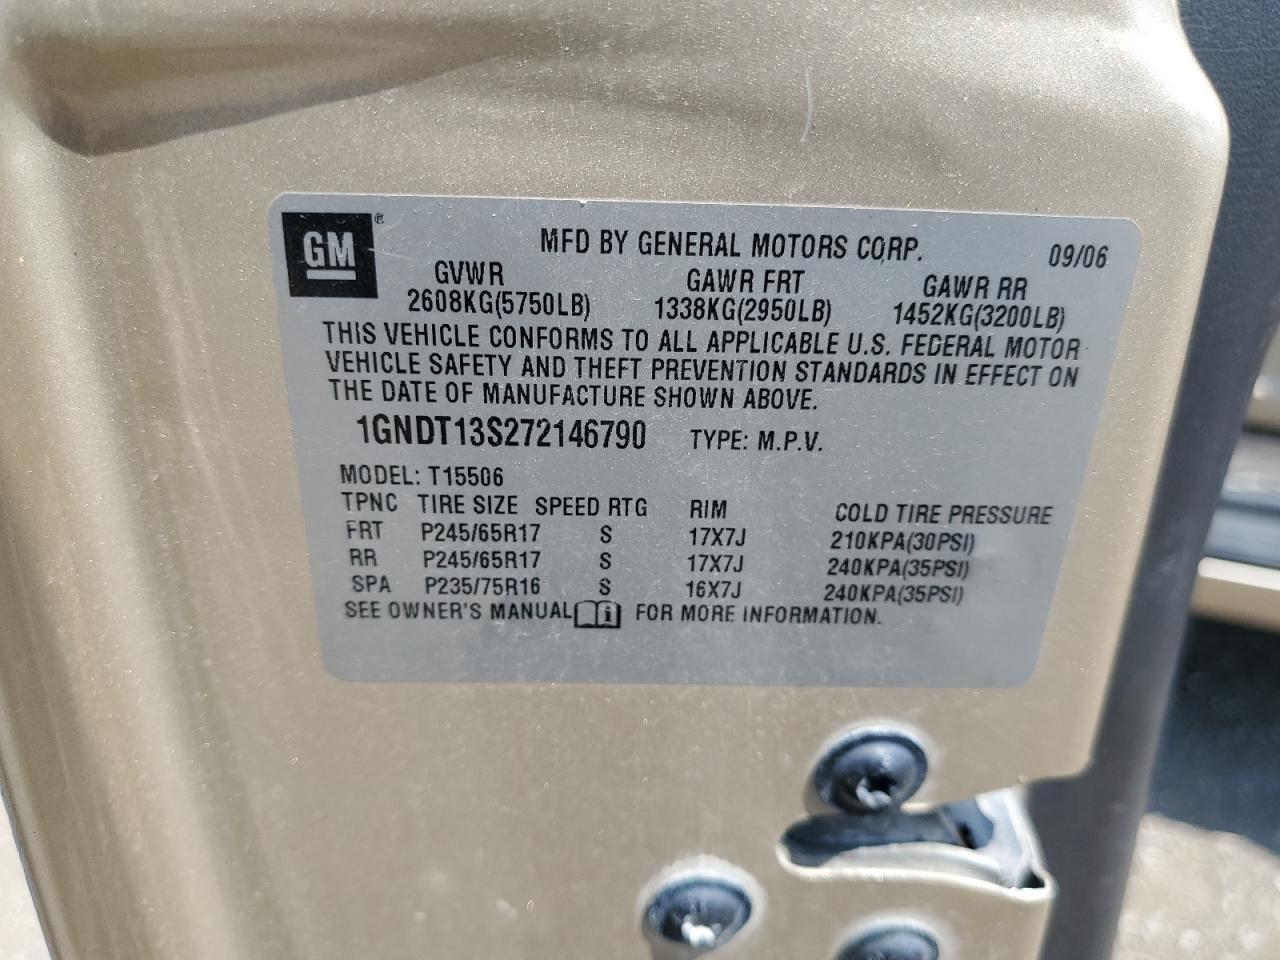 GM ®
MFD BY GENERAL MOTORS CORP. 09/06
GVWR GAWR FRT GAWR RR
2608KG(5750LB) 1338KG(2950LB) 1452KG(3200LB)
THIS VEHICLE CONFORMS TO ALL APPLICABLE U.S. FEDERAL MOTOR
VEHICLE SAFETY AND THEFT PREVENTION STANDARDS IN EFFECT ON
THE DATE OF MANUFACTURE SHOWN ABOVE.
1GNDT13S272146790 TYPE: M.P.V.
MODEL: T15506
TPNC TIRE SIZE SPEED RTG RIM COLD TIRE PRESSURE
FRT P245/65R17 S 17X7J 210KPA(30PSI)
RR P245/65R17 S 17X7J 240KPA(35PSI)
SPA P235/75R16 S 16X7J 240KPA(35PSI)
SEE OWNER'S MANUAL i FOR MORE INFORMATION.